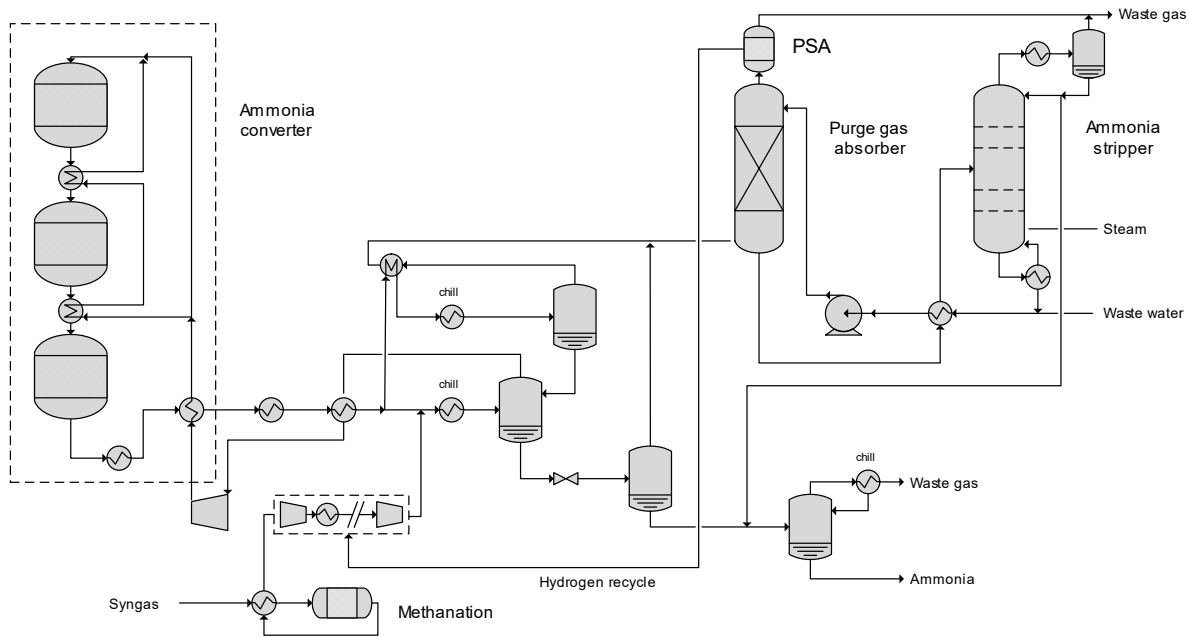 Waste gas
PSA
Ammonia
converter
Purge gas
absorber
Ammonia
stripper
Steam
chill
Waste water
chill
chill
Waste gas
Hydrogen recycle
Ammonia
Syngas
Methanation